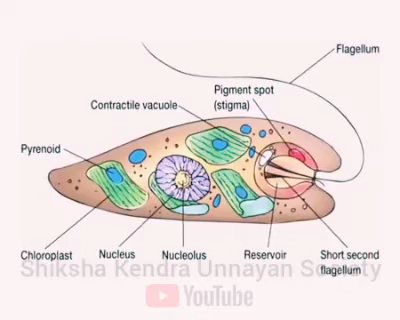 Flagellum
Pigment spot
(stigma)
Contractile vacuole
Pyrenoid
Chloroplast
Nucleus
Nucleolus
Reservoir
Short second
flagellum
Shiksha Kendra Unnayan Society
YouTube